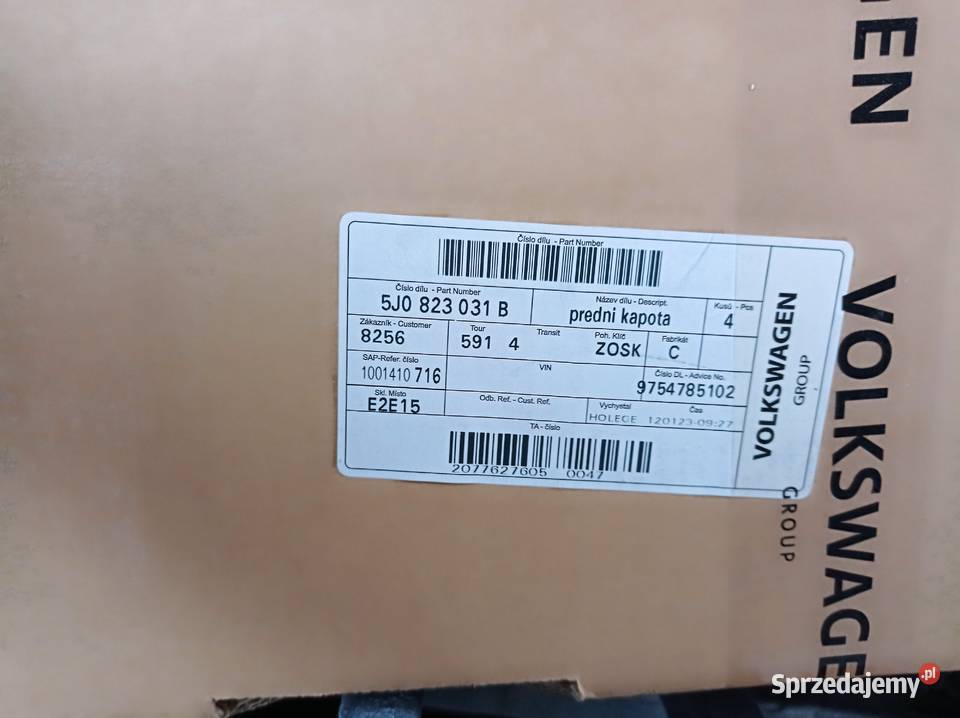 Číslo dílu - Part Number
Číslo dílu - Part Number
5J0 823 031 B
Název dílu - Descript.
predni kapota
Kusů - Pcs
4
Zákazník - Customer
8256
Tour
591 4
Transit
Poh. Klíč
ZOSK
Fabrikát
C
SAP-Refer. číslo
1001410 716
VIN
Číslo DL - Advice No.
9754785102
Skl. Místo
E2E15
Odb. Ref. - Cust. Ref.
Vychystal
HOLEGE
Čas
120123-09:27
TA - číslo
2077627605 0047
VOLKSWAGEN
GROUP
GROUP
VOLKSWAGE
GEN
Sprzedajemy.pl